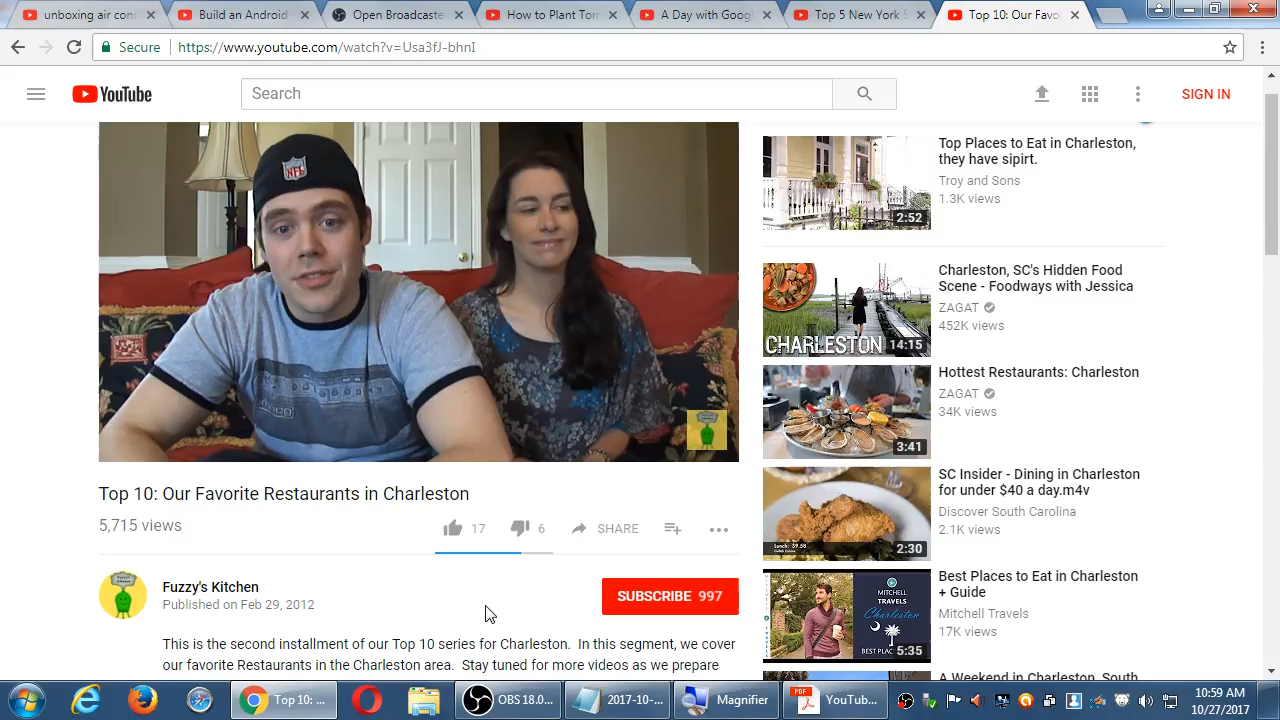 unboxing air con
Build an Android
Open Broadcaste
How to Plant Tom
A Day with Goog
Top 5 New York S
Top 10: Our Favo
Secure
https://www.youtube.com/watch?v=Usa3fJ-bhnI
YouTube
Search
SIGN IN
NFL
Top Places to Eat in Charleston,
they have sipirt.
Troy and Sons
1.3K views
2:52
Charleston, SC's Hidden Food
Scene - Foodways with Jessica
ZAGAT
452K views
CHARLESTON
14:15
Hottest Restaurants: Charleston
ZAGAT
34K views
3:41
SC Insider - Dining in Charleston
for under $40 a day.m4v
Discover South Carolina
2.1K views
2:30
Best Places to Eat in Charleston
+ Guide
Mitchell Travels
17K views
MITCHELL
TRAVELS
Charleston
BEST PLAC
5:35
A Weekend in Charleston, South
Top 10: Our Favorite Restaurants in Charleston
5,715 views
17
6
SHARE
Fuzzy's Kitchen
Published on Feb 29, 2012
SUBSCRIBE 997
This is the second installment of our Top 10 series for Charleston. In this segment, we cover
our favorite Restaurants in the Charleston area. Stay tuned for more videos as we prepare
Top 10: ...
OBS 18.0...
2017-10-...
Magnifier
PDF
YouTub...
10:59 AM
10/27/2017